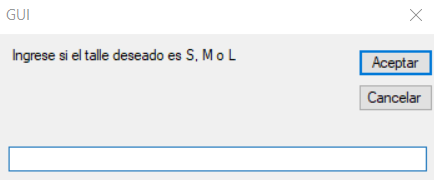 GUI
Ingrese si el talle deseado es S, M o L
Aceptar
Cancelar